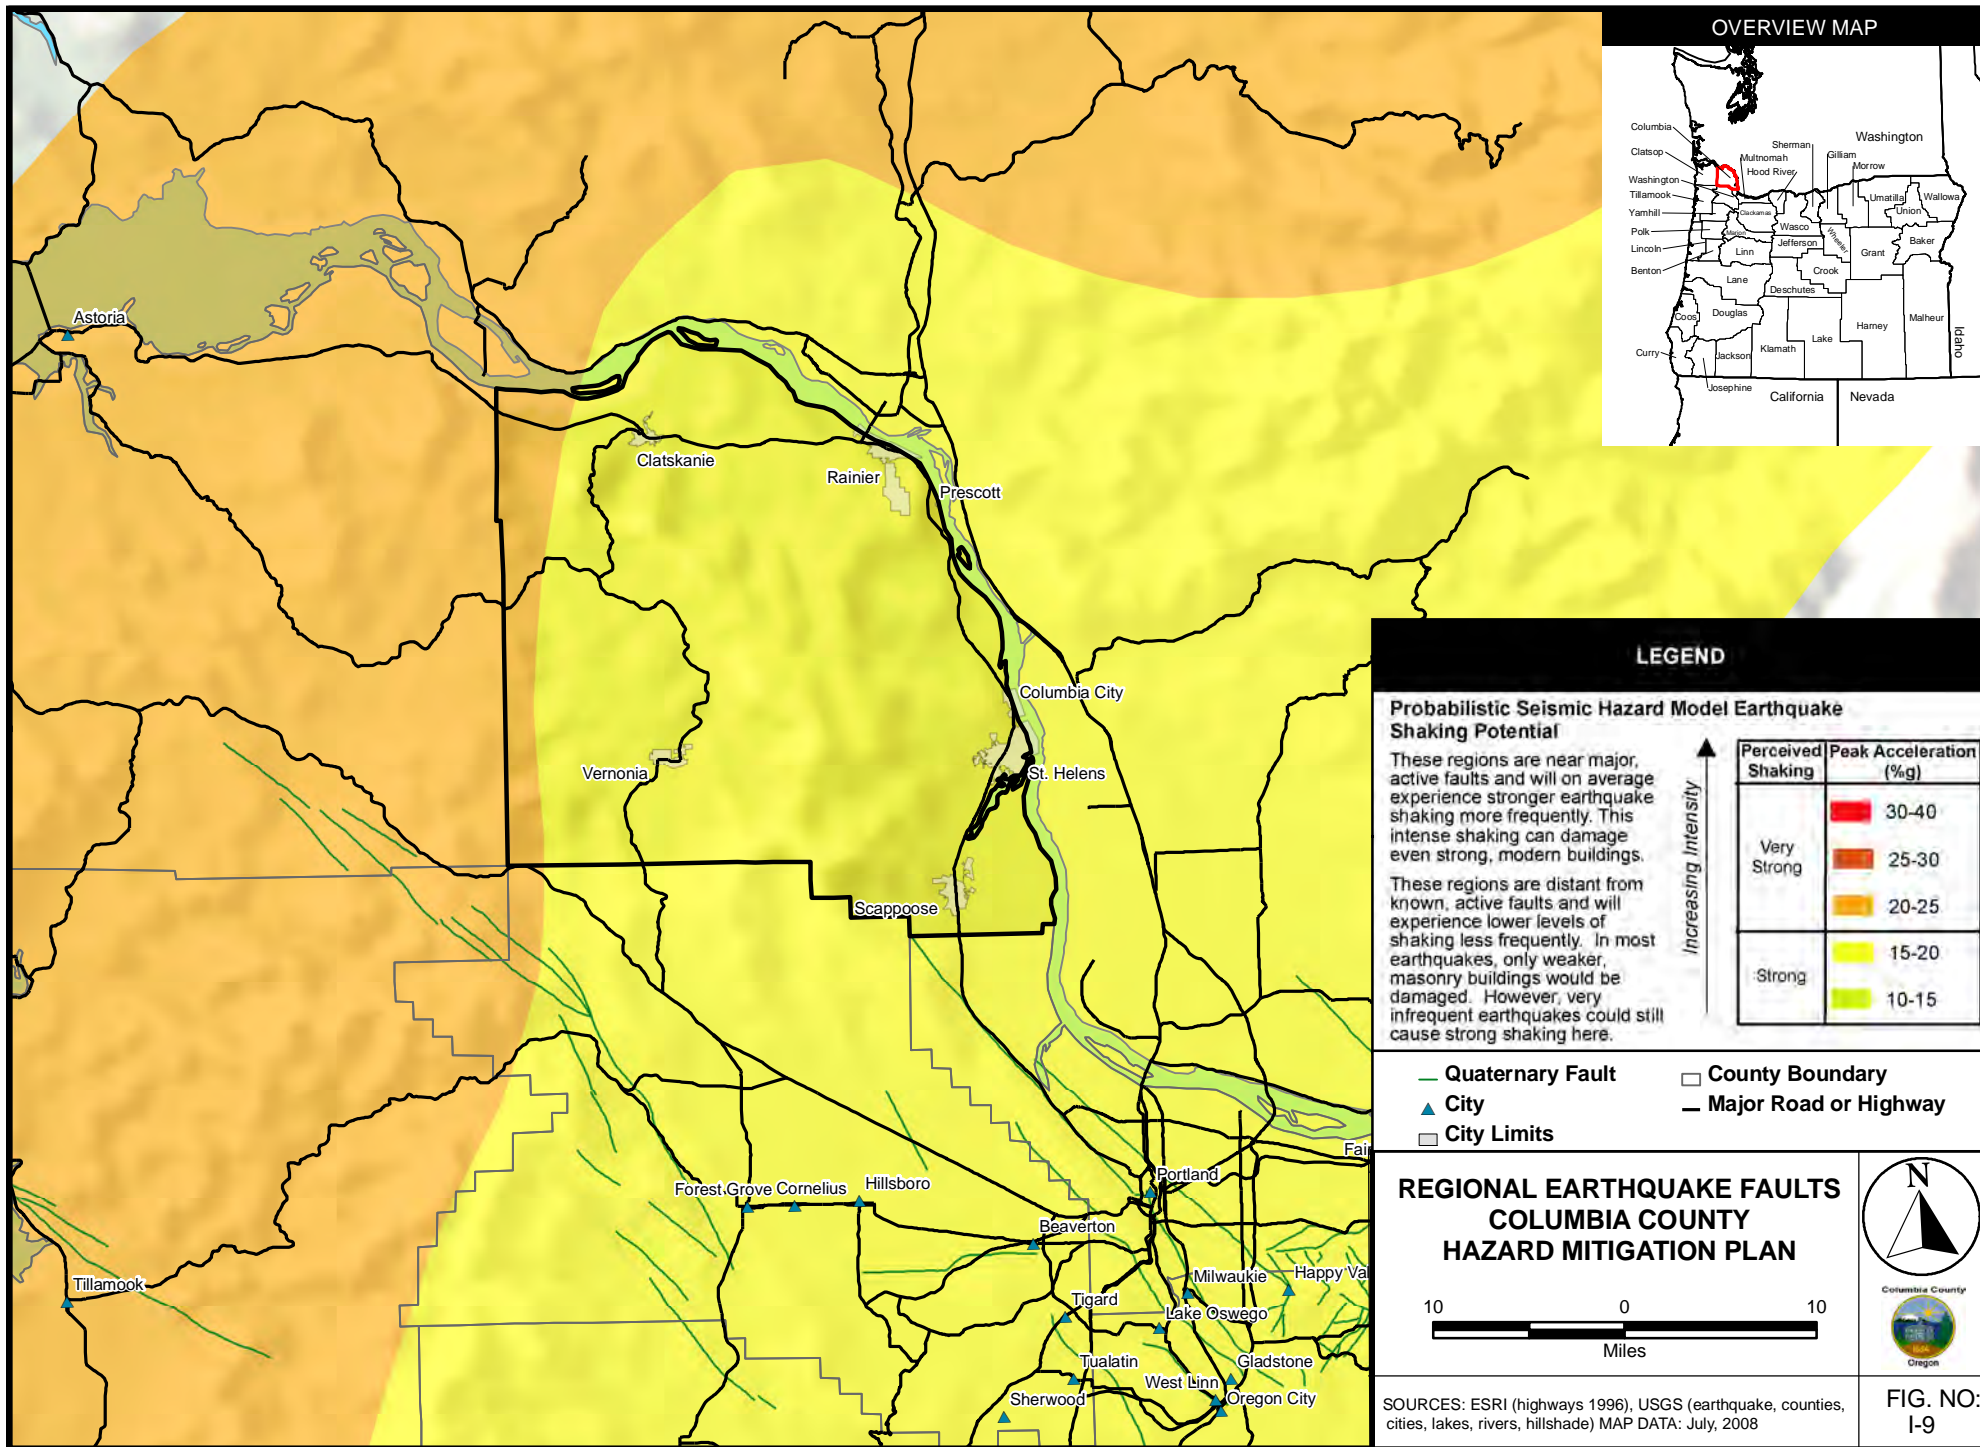 OVERVIEW MAP
Columbia
Clatsop
Washington
Tillamook
Yamhill
Polk
Lincoln
Benton
Washington
Sherman
Multnomah
Hood River
Gilliam
Morrow
Umatilla
Wallowa
Union
Clackamas
Wasco
Marion
Jefferson
Wheeler
Grant
Baker
Linn
Crook
Lane
Deschutes
Coos
Douglas
Malheur
Harney
Lake
Klamath
Curry
Jackson
Josephine
Idaho
California
Nevada
Astoria
Clatskanie
Rainier
Prescott
Columbia City
St. Helens
Vernonia
Scappoose
Forest Grove
Cornelius
Hillsboro
Portland
Beaverton
Fair
Tillamook
Milwaukie
Happy Val
Tigard
Lake Oswego
Tualatin
Gladstone
West Linn
Sherwood
Oregon City
LEGEND
Probabilistic Seismic Hazard Model Earthquake
Shaking Potential
These regions are near major,
active faults and will on average
experience stronger earthquake
shaking more frequently. This
intense shaking can damage
even strong, modern buildings.
These regions are distant from
known, active faults and will
experience lower levels of
shaking less frequently. In most
earthquakes, only weaker,
masonry buildings would be
damaged. However, very
infrequent earthquakes could still
cause strong shaking here.
Increasing Intensity
Perceived Shaking
Peak Acceleration (%g)
Very Strong
30-40
25-30
20-25
Strong
15-20
10-15
Quaternary Fault
City
City Limits
County Boundary
Major Road or Highway
REGIONAL EARTHQUAKE FAULTS
COLUMBIA COUNTY
HAZARD MITIGATION PLAN
10 0 10
Miles
N
Columbia County
Oregon
SOURCES: ESRI (highways 1996), USGS (earthquake, counties,
cities, lakes, rivers, hillshade) MAP DATA: July, 2008
FIG. NO:
I-9